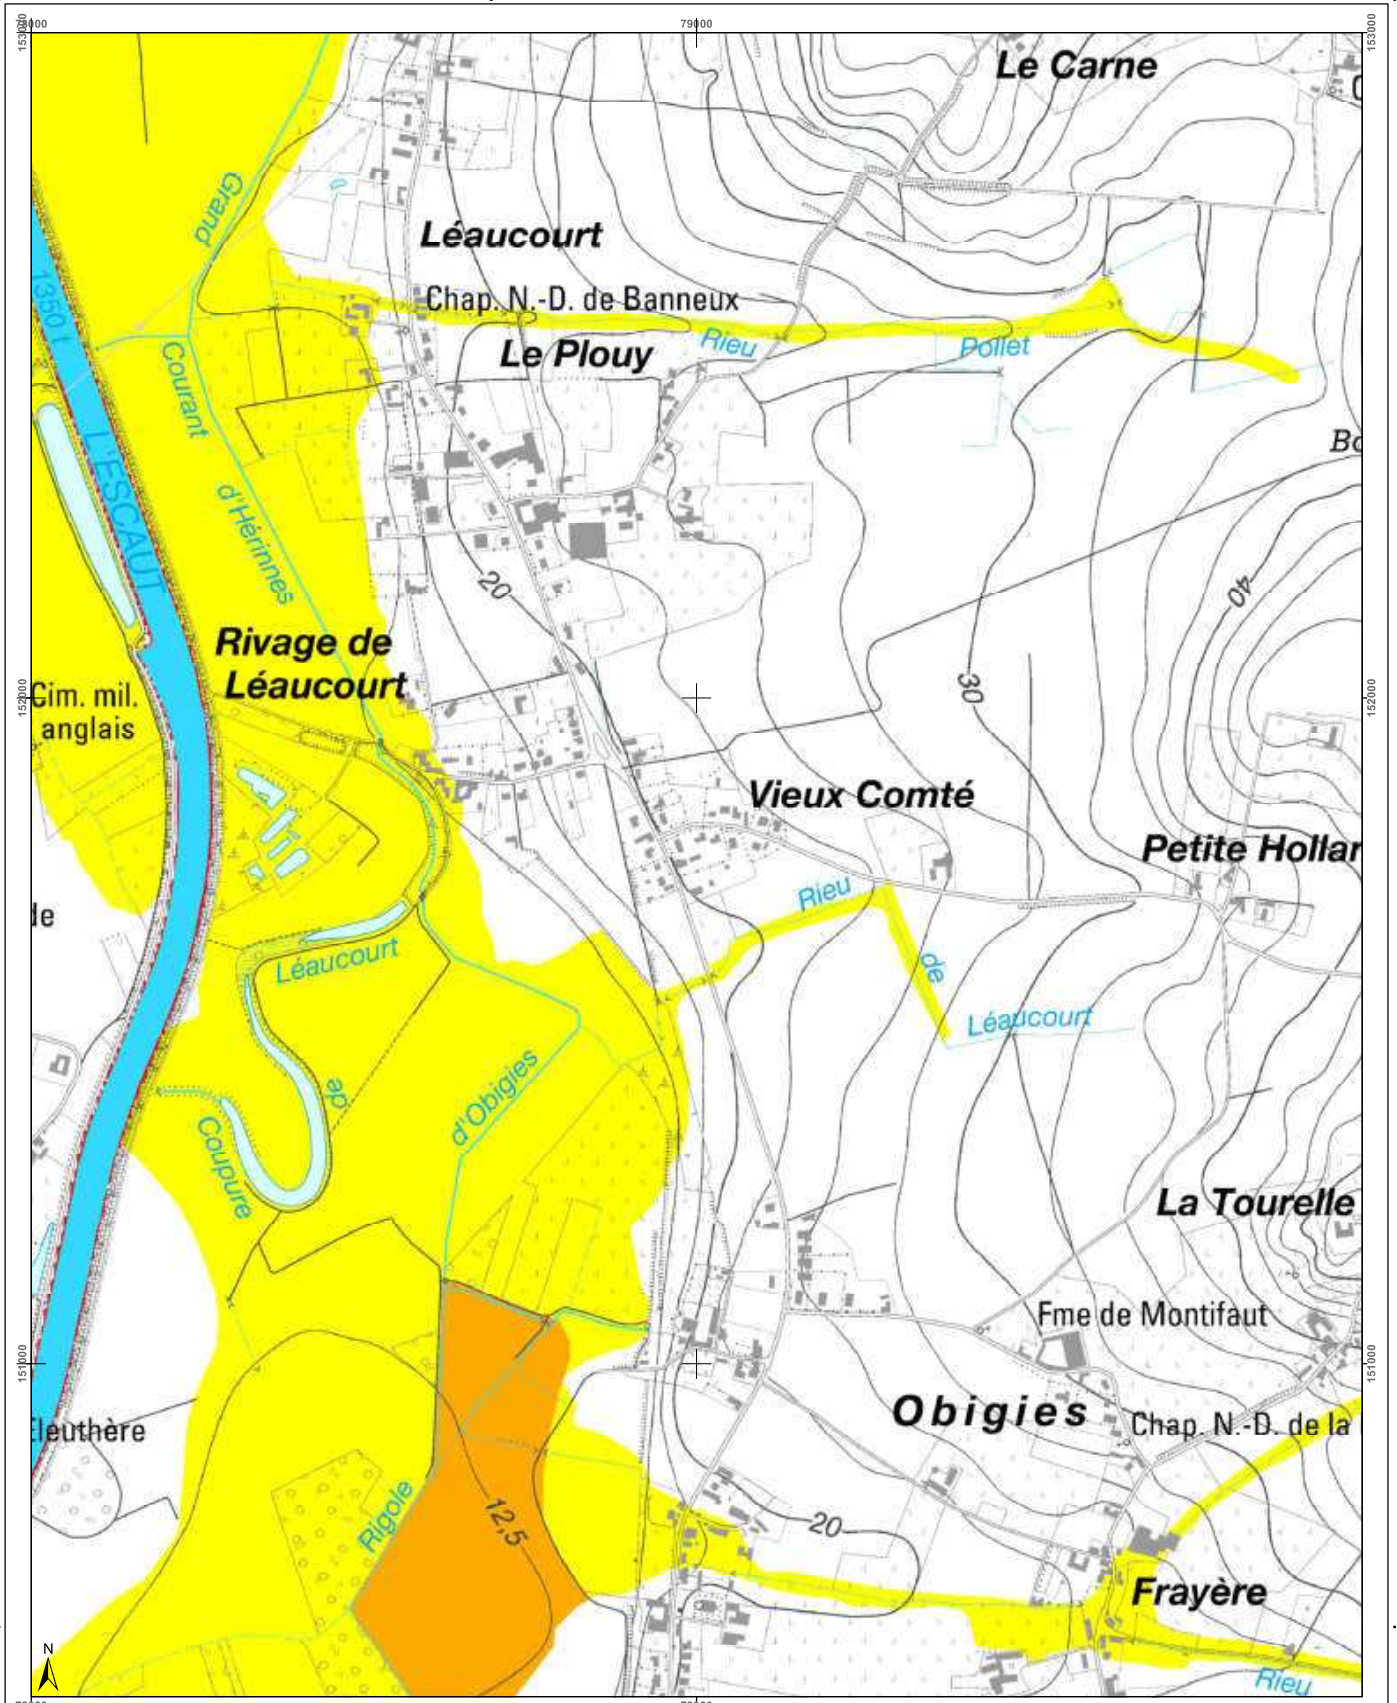 78000
79000
153000
153000
Le Carne
Grand
Léaucourt
1350 t
Chap. N.-D. de Banneux
Rieu
Pollet
Le Plouy
Courant
L'ESCAUT
d'Hérinnes
20
40
Rivage de
Léaucourt
30
Cim. mil.
anglais
152000
152000
Vieux Comté
Petite Hollar
Rieu
de
Léaucourt
de
Léaucourt
de
Coupure
d'Obigies
La Tourelle
Fme de Montifaut
151000
151000
Obigies
Chap. N.-D. de la
Eleuthère
Rigole
12,5
20
Frayère
N
Rieu